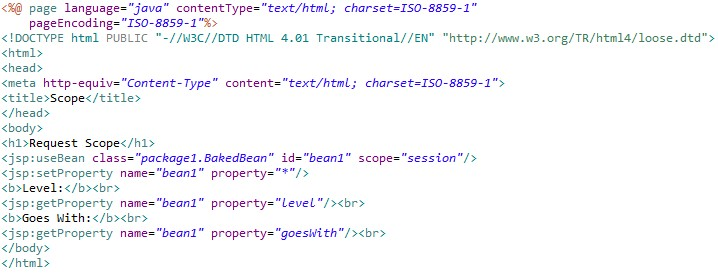 <%@ page language="java" contentType="text/html; charset=ISO-8859-1"
    pageEncoding="ISO-8859-1"%>
<!DOCTYPE html PUBLIC "-//W3C//DTD HTML 4.01 Transitional//EN" "http://www.w3.org/TR/html4/loose.dtd">
<html>
<head>
<meta http-equiv="Content-Type" content="text/html; charset=ISO-8859-1">
<title>Scope</title>
</head>
<body>
<h1>Request Scope</h1>
<jsp:useBean class="package1.BakedBean" id="bean1" scope="session"/>
<jsp:setProperty name="bean1" property="*"/>
<b>Level:</b><br>
<jsp:getProperty name="bean1" property="level"/><br>
<b>Goes With:</b><br>
<jsp:getProperty name="bean1" property="goesWith"/><br>
</body>
</html>